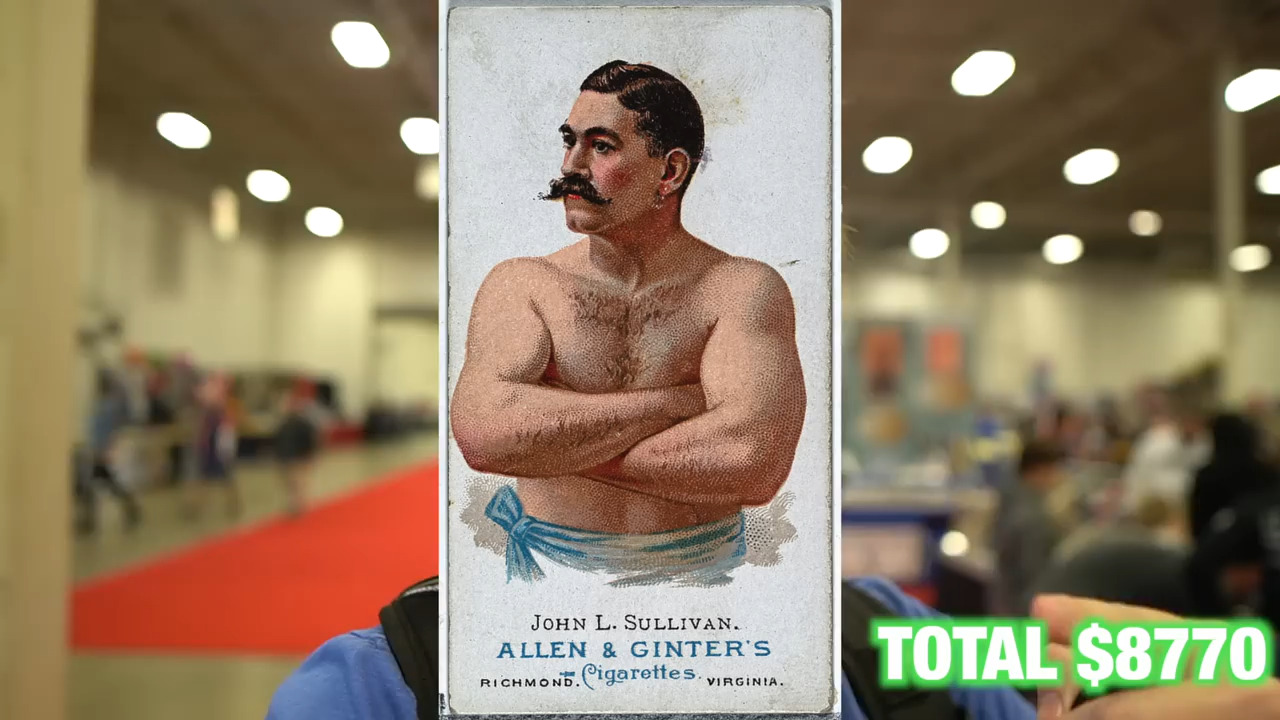 JOHN L. SULLIVAN.
ALLEN & GINTER'S
Cigarettes.
RICHMOND. VIRGINIA.
TOTAL $8770